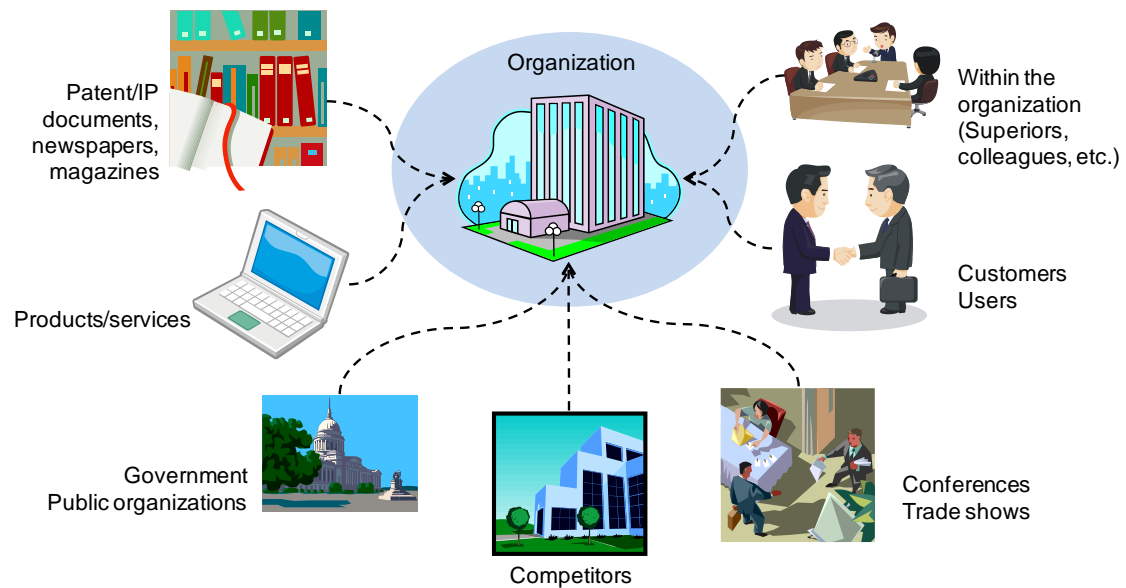 Organization
Patent/IP
documents,
newspapers,
magazines
Within the
organization
(Superiors,
colleagues, etc.)
Products/services
Customers
Users
Government
Public organizations
Competitors
Conferences
Trade shows